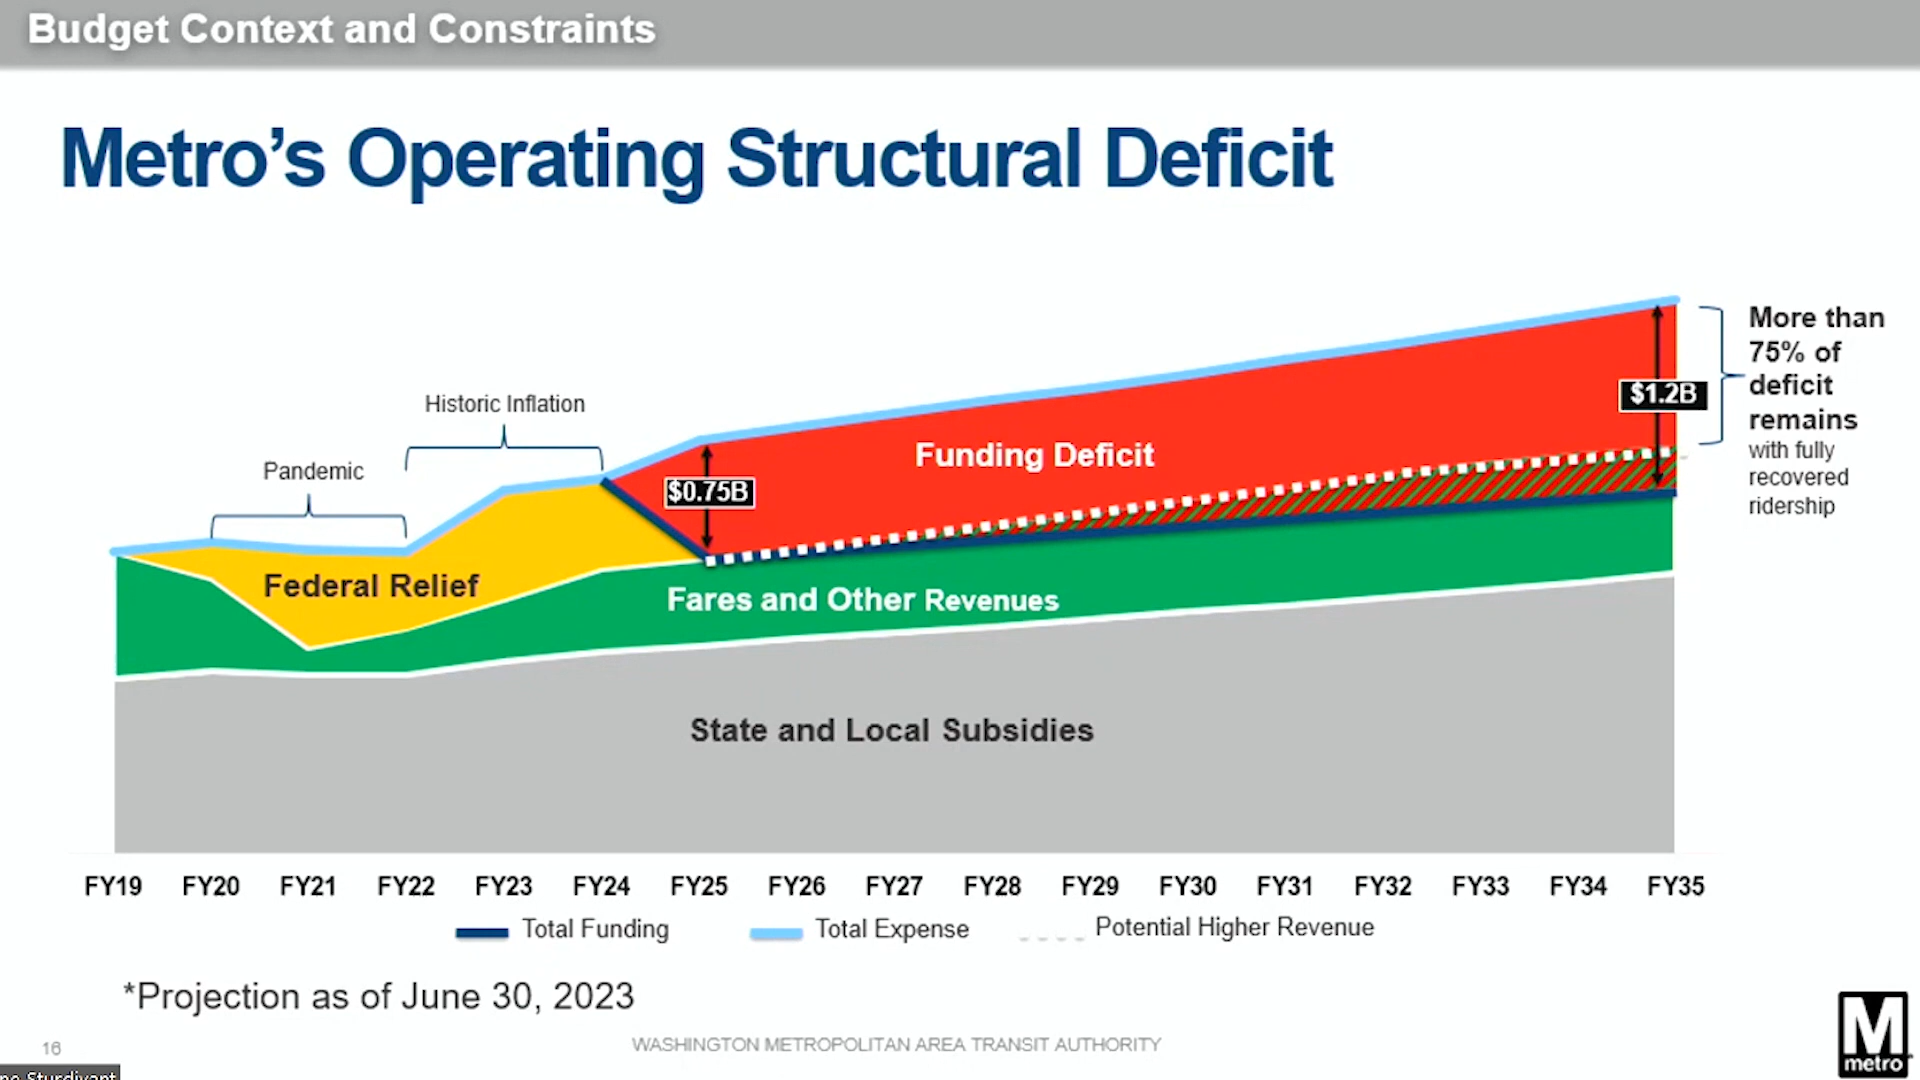 Budget Context and Constraints
Metro's Operating Structural Deficit
More than
75% of
deficit
remains
with fully
recovered
ridership
$1.2B
Historic Inflation
Funding Deficit
Pandemic
$0.75B
Federal Relief
Fares and Other Revenues
State and Local Subsidies
FY19 FY20 FY21 FY22 FY23 FY24 FY25 FY26 FY27 FY28 FY29 FY30 FY31 FY32 FY33 FY34 FY35
Total Funding Total Expense Potential Higher Revenue
*Projection as of June 30, 2023
16
WASHINGTON METROPOLITAN AREA TRANSIT AUTHORITY
M
metro
Sturdivant